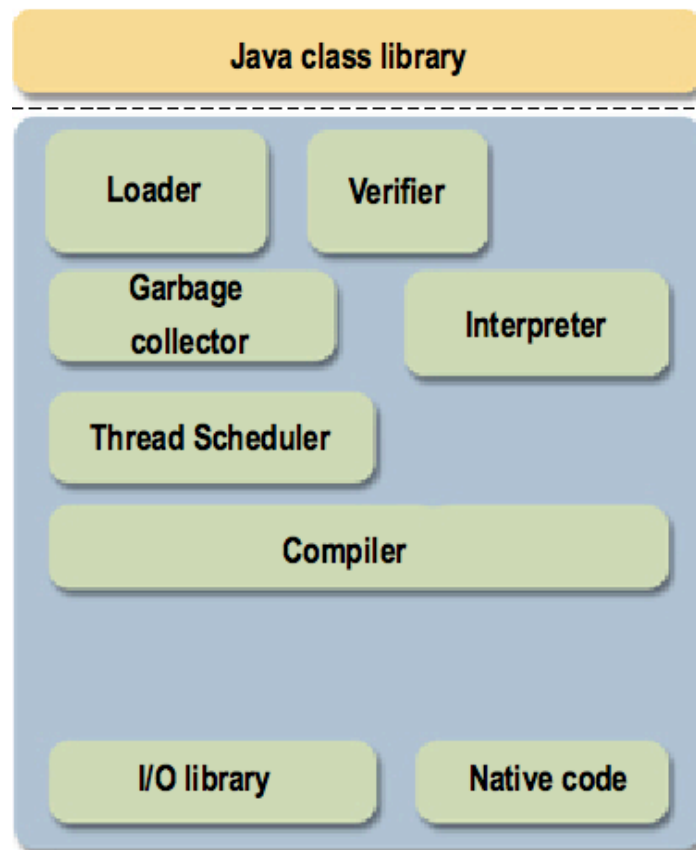 Java class library
Loader
Verifier
Garbage
collector
Interpreter
Thread Scheduler
Compiler
I/O library
Native code